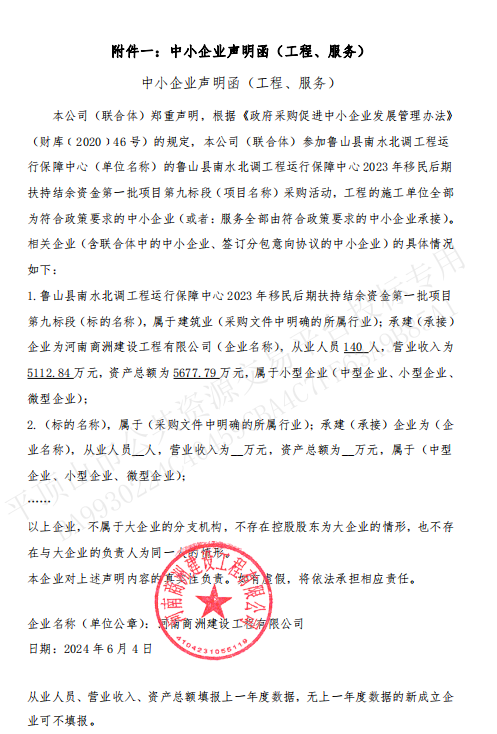 附件一：中小企业声明函（工程、服务）
中小企业声明函（工程、服务）
本公司（联合体）郑重声明，根据《政府采购促进中小企业发展管理办法》
（财库﹝2020﹞46 号）的规定，本公司（联合体）参加鲁山县南水北调工程运
行保障中心（单位名称）的鲁山县南水北调工程运行保障中心 2023 年移民后期
扶持结余资金第一批项目第九标段（项目名称）采购活动，工程的施工单位全部
为符合政策要求的中小企业（或者：服务全部由符合政策要求的中小企业承接）。
相关企业（含联合体中的中小企业、签订分包意向协议的中小企业）的具体情况
如下：
1. 鲁山县南水北调工程运行保障中心 2023 年移民后期扶持结余资金第一批项目
第九标段（标的名称），属于建筑业（采购文件中明确的所属行业）；承建（承接）
企业为河南商洲建设工程有限公司（企业名称），从业人员 140 人，营业收入为
5112.84 万元，资产总额为 5677.79 万元，属于小型企业（中型企业、小型企业、
微型企业）；
2. （标的名称），属于（采购文件中明确的所属行业）；承建（承接）企业为（企
业名称），从业人员__人，营业收入为__万元，资产总额为__万元，属于（中型
企业、小型企业、微型企业）；
……
以上企业，不属于大企业的分支机构，不存在控股股东为大企业的情形，也不存
在与大企业的负责人为同一人的情形。
本企业对上述声明内容的真实性负责。如有虚假，将依法承担相应责任。
企业名称（单位公章）：河南商洲建设工程有限公司
河南商洲建设工程有限公司
4104231055119
日期：2024 年 6 月 4 日
从业人员、营业收入、资产总额填报上一年度数据，无上一年度数据的新成立企
业可不填报。